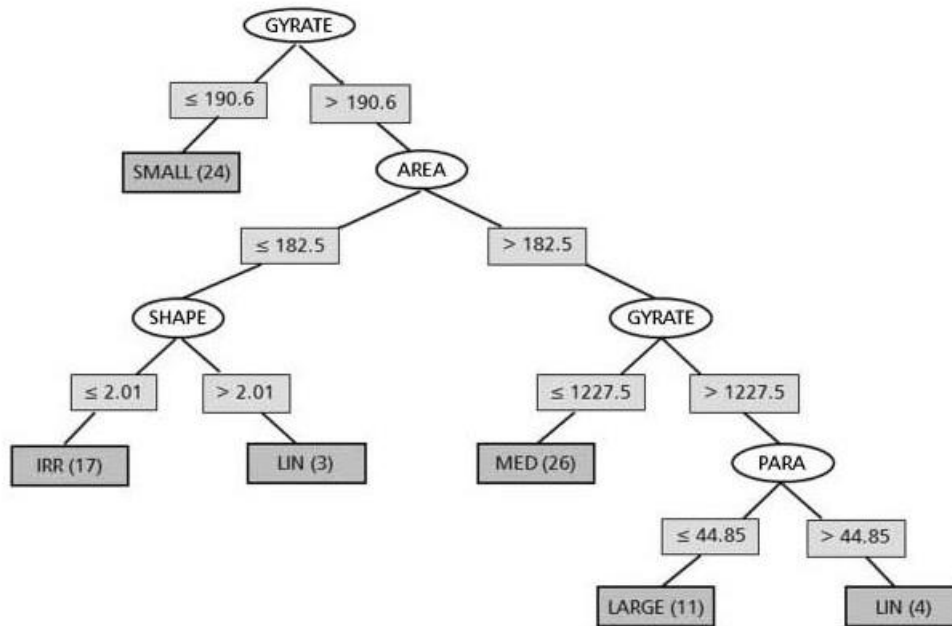 GYRATE
≤ 190.6
> 190.6
SMALL (24)
AREA
≤ 182.5
> 182.5
SHAPE
GYRATE
≤ 2.01
> 2.01
≤ 1227.5
> 1227.5
IRR (17)
LIN (3)
MED (26)
PARA
≤ 44.85
> 44.85
LARGE (11)
LIN (4)